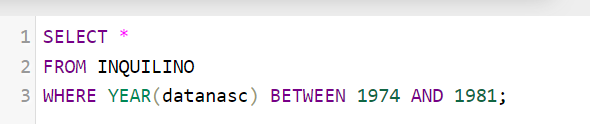 1 SELECT *
2 FROM INQUILINO
3 WHERE YEAR(datanasc) BETWEEN 1974 AND 1981;